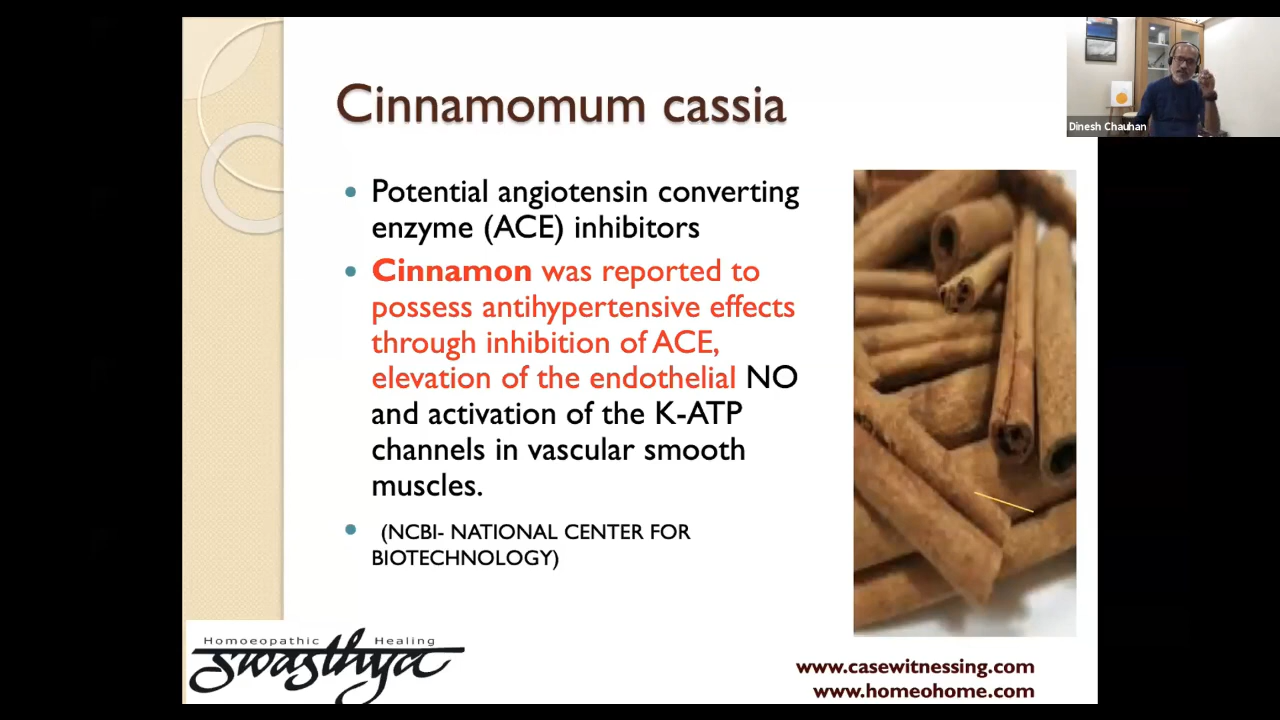 Cinnamomum cassia
Dinesh Chauhan
• Potential angiotensin converting
enzyme (ACE) inhibitors
• Cinnamon was reported to
possess antihypertensive effects
through inhibition of ACE,
elevation of the endothelial NO
and activation of the K-ATP
channels in vascular smooth
muscles.
• (NCBI- NATIONAL CENTER FOR
BIOTECHNOLOGY)
Homoeopathic Healing
swasthya
www.casewitnessing.com
www.homeohome.com